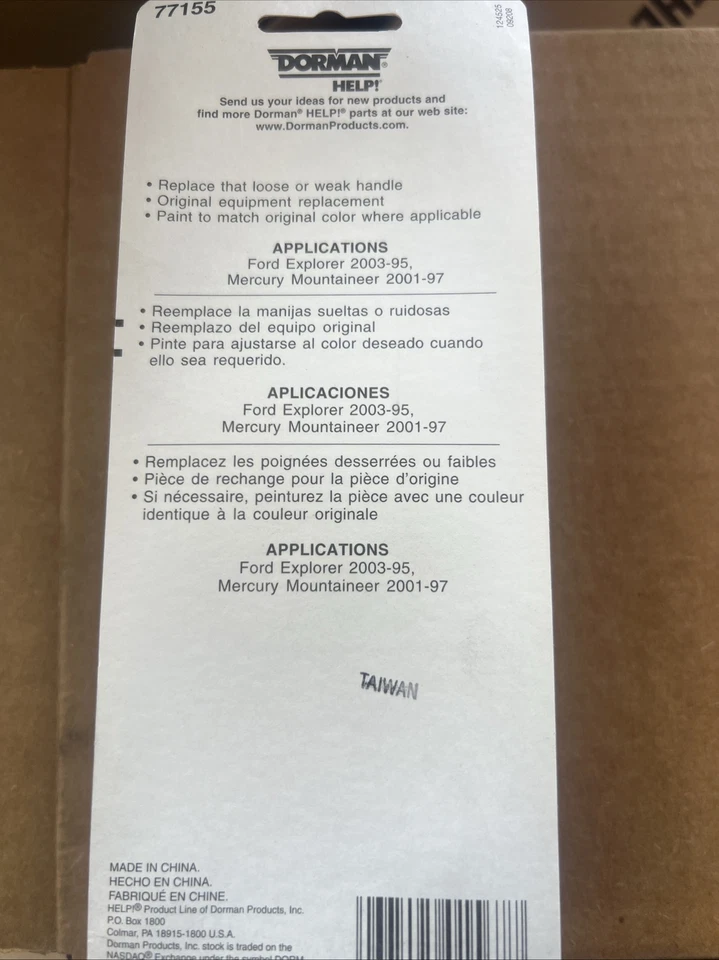 77155
124525
09208
DORMAN®
HELP!®
Send us your ideas for new products and
find more Dorman® HELP!® parts at our web site:
www.DormanProducts.com.
• Replace that loose or weak handle
• Original equipment replacement
• Paint to match original color where applicable
APPLICATIONS
Ford Explorer 2003-95,
Mercury Mountaineer 2001-97
• Reemplace la manijas sueltas o ruidosas
• Reemplazo del equipo original
• Pinte para ajustarse al color deseado cuando
ello sea requerido.
APLICACIONES
Ford Explorer 2003-95,
Mercury Mountaineer 2001-97
• Remplacez les poignées desserrées ou faibles
• Pièce de rechange pour la pièce d'origine
• Si nécessaire, peinturez la pièce avec une couleur
identique à la couleur originale
APPLICATIONS
Ford Explorer 2003-95,
Mercury Mountaineer 2001-97
TAIWAN
MADE IN CHINA.
HECHO EN CHINA.
FABRIQUÉ EN CHINE.
HELP!® Product Line of Dorman Products, Inc.
P.O. Box 1800
Colmar, PA 18915-1800 U.S.A.
Dorman Products, Inc. stock is traded on the
NASDAQ® Exchange under the symbol DORM